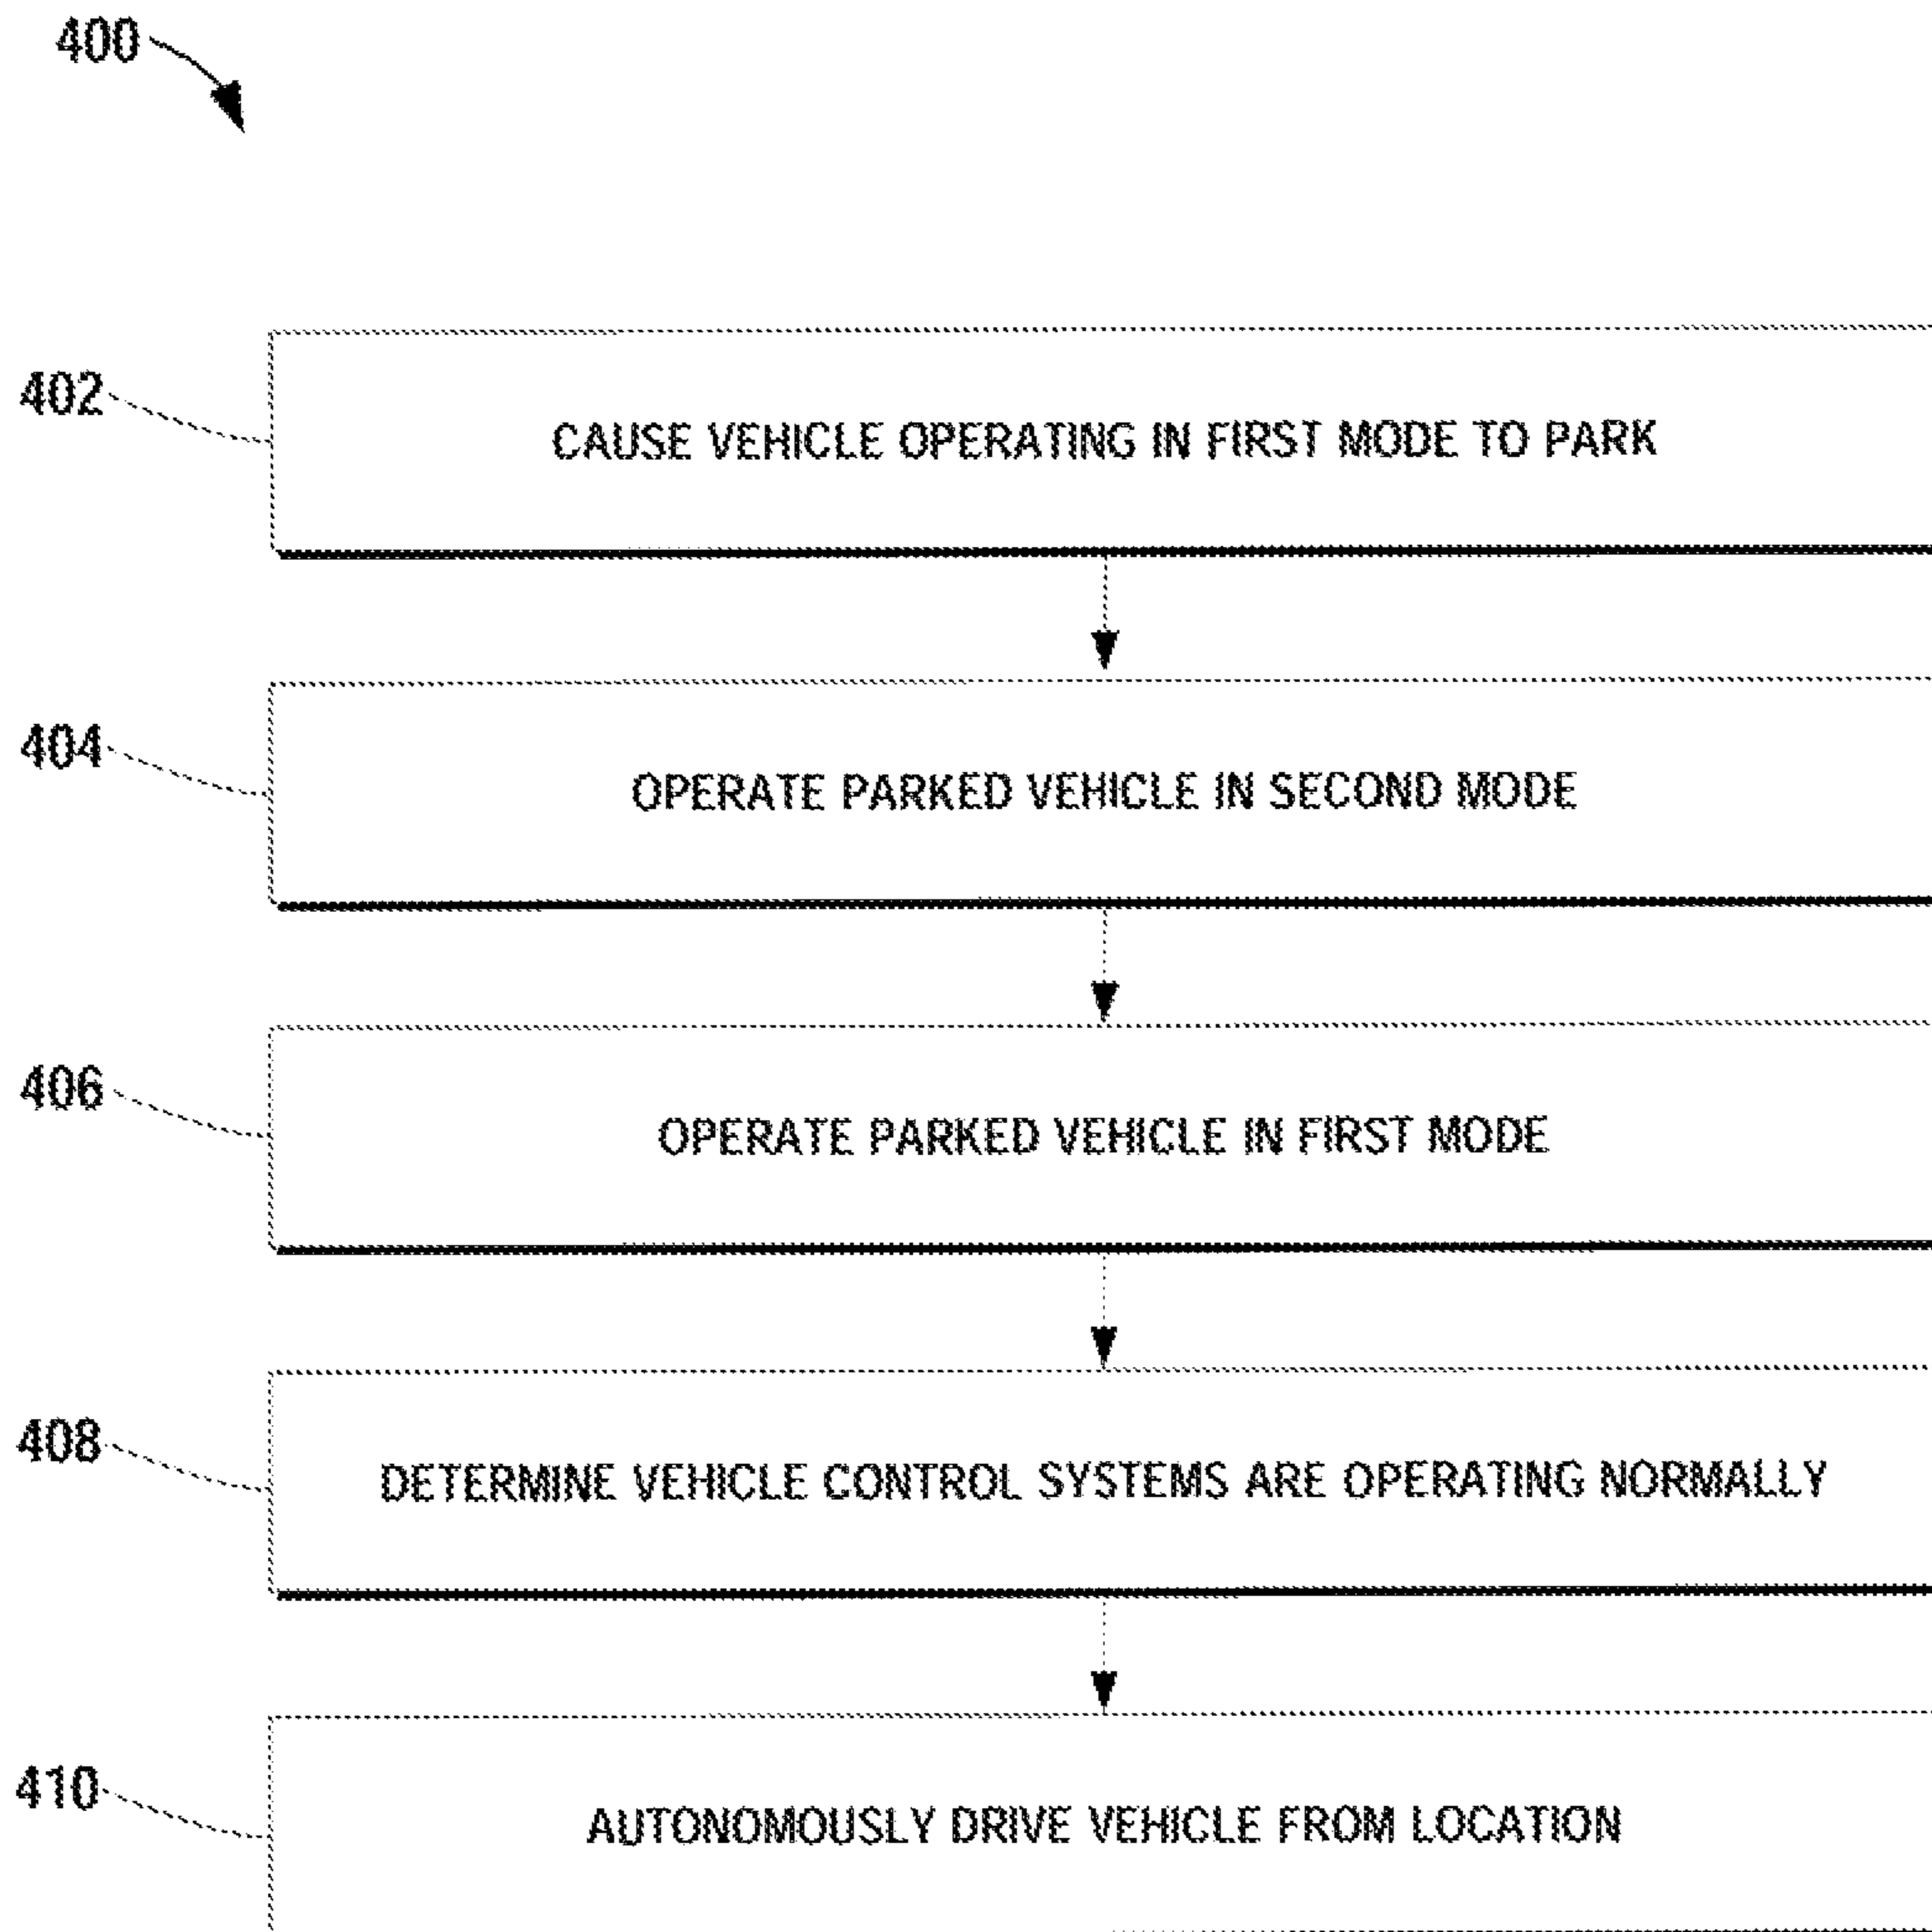 400
402
CAUSE VEHICLE OPERATING IN FIRST MODE TO PARK
404
OPERATE PARKED VEHICLE IN SECOND MODE
406
OPERATE PARKED VEHICLE IN FIRST MODE
408
DETERMINE VEHICLE CONTROL SYSTEMS ARE OPERATING NORMALLY
410
AUTONOMOUSLY DRIVE VEHICLE FROM LOCATION